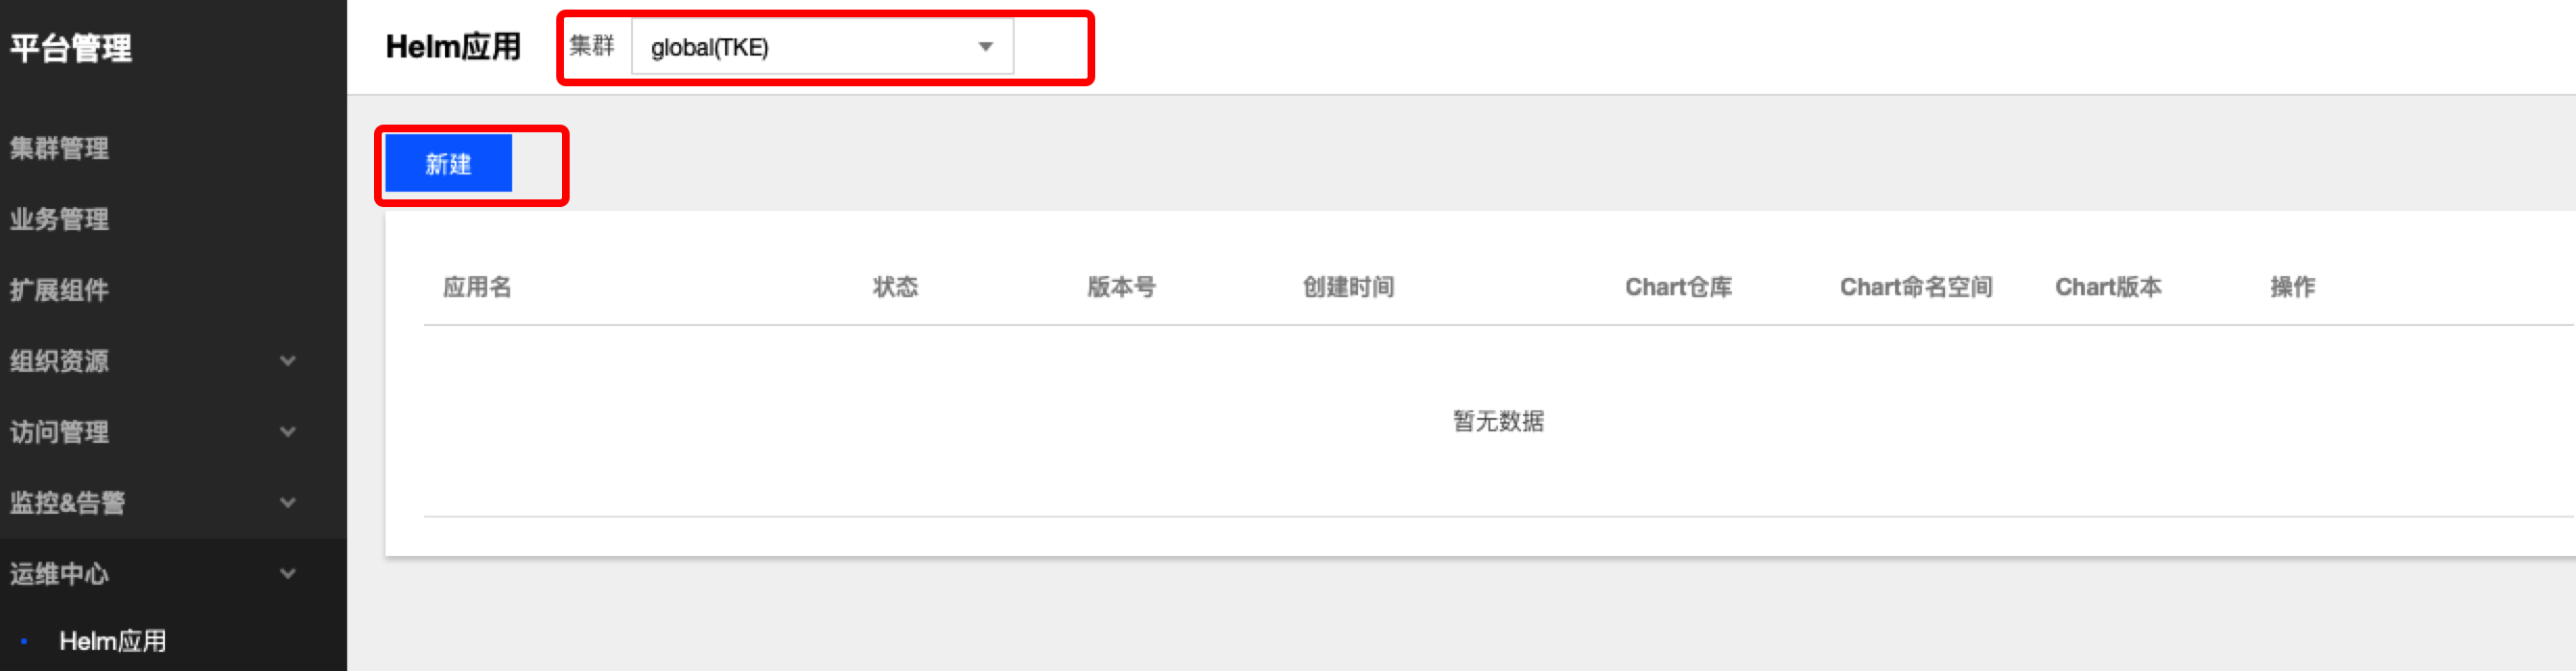 平台管理
集群管理
业务管理
扩展组件
组织资源
访问管理
监控&告警
运维中心
Helm应用
Helm应用 集群 global(TKE)
新建
应用名 状态 版本号 创建时间 Chart仓库 Chart命名空间 Chart版本 操作
暂无数据